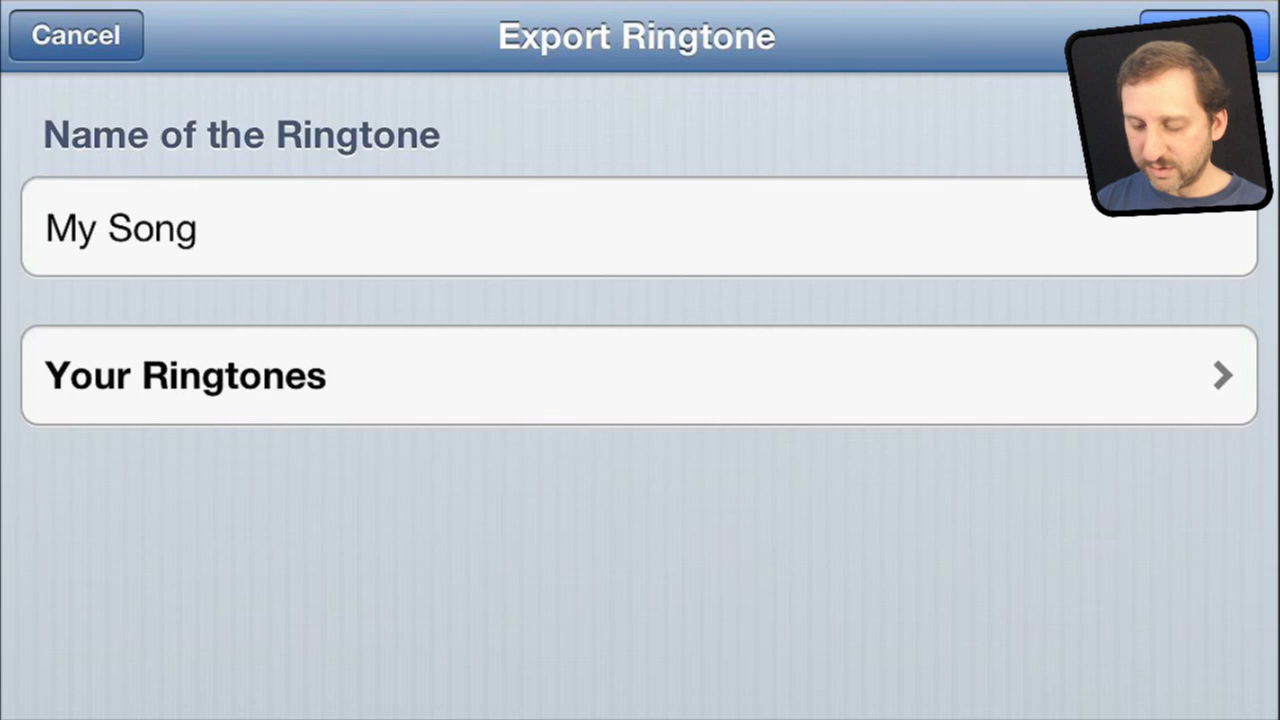 Cancel
Export Ringtone
Name of the Ringtone
My Song
Your Ringtones